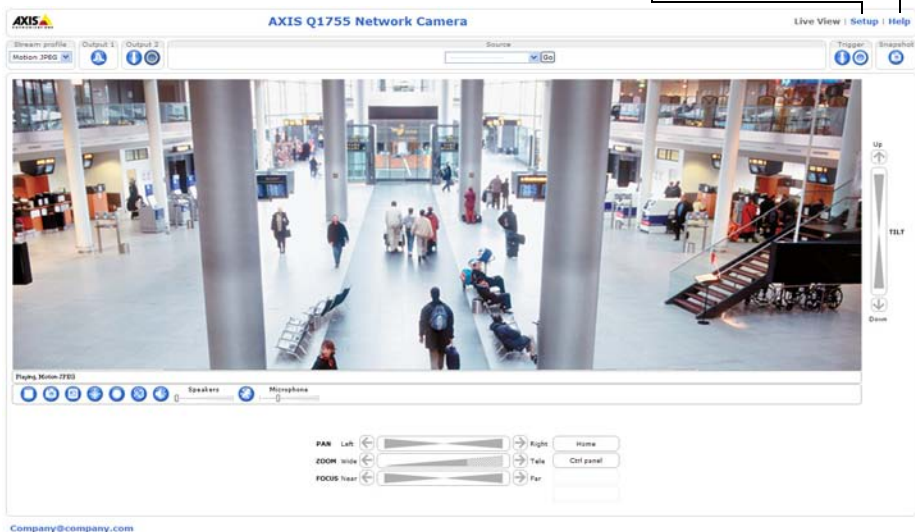 AXIS
COMMUNICATIONS
AXIS Q1755 Network Camera
Live View | Setup | Help
Stream profile
Output 1
Output 2
Source
Trigger
Snapshot
Motion JPEG
Go
Up
TILT
Down
Playing, Motion JPEG
Speakers
Microphone
PAN Left
Right
Home
ZOOM Wide
Tele
Ctrl panel
FOCUS Near
Far
Company@company.com